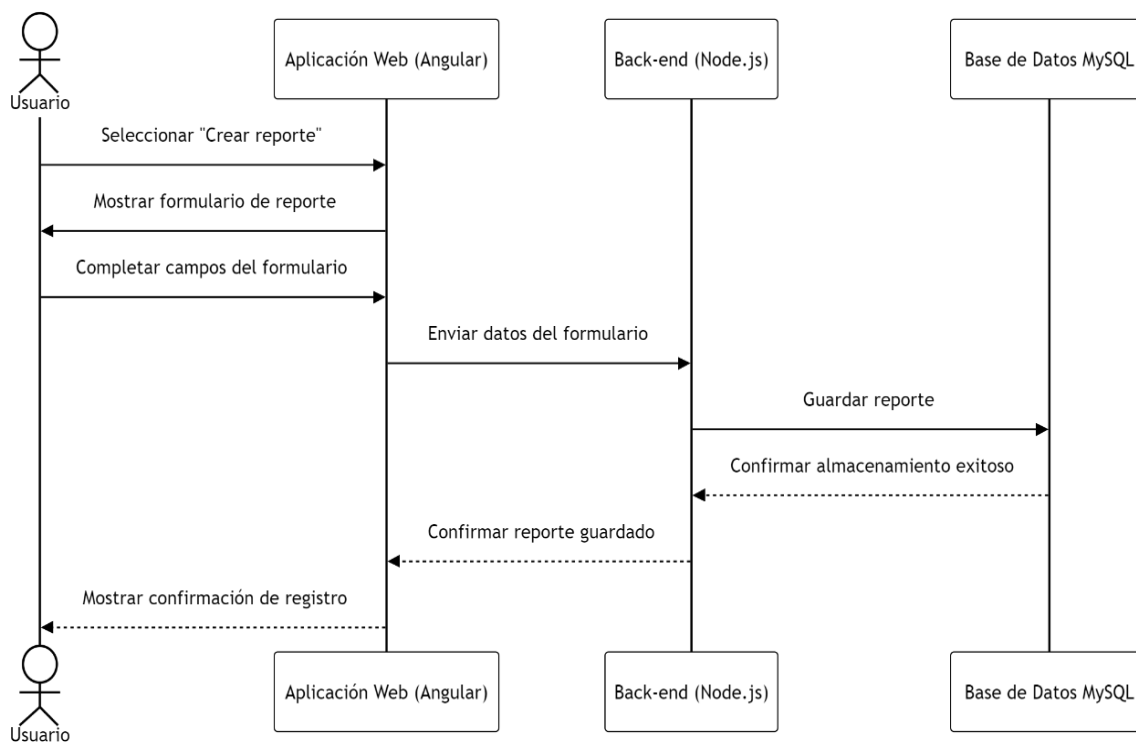 Usuario
Aplicación Web (Angular)
Back-end (Node.js)
Base de Datos MySQL
Seleccionar "Crear reporte"
Mostrar formulario de reporte
Completar campos del formulario
Enviar datos del formulario
Guardar reporte
Confirmar almacenamiento exitoso
Confirmar reporte guardado
Mostrar confirmación de registro
Usuario
Aplicación Web (Angular)
Back-end (Node.js)
Base de Datos MySQL